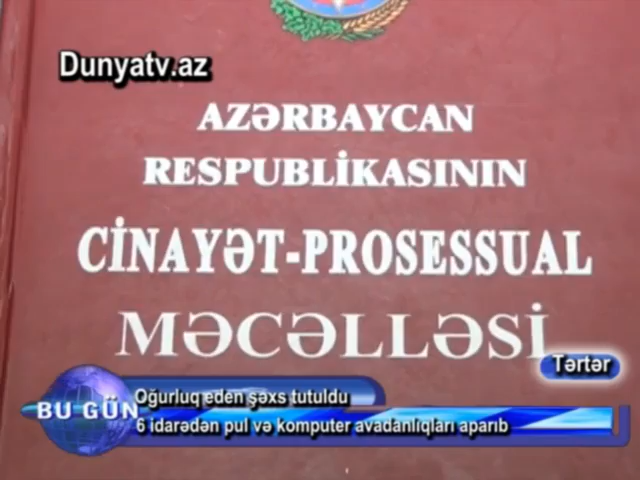 Dunyatv.az
AZƏRBAYCAN
RESPUBLİKASININ
CİNAYƏT-PROSESSUAL
MƏCƏLLƏSİ
Tərtər
BU GÜN
Oğurluq eden şəxs tutuldu
6 idarədən pul və komputer avadanlıqları aparıb